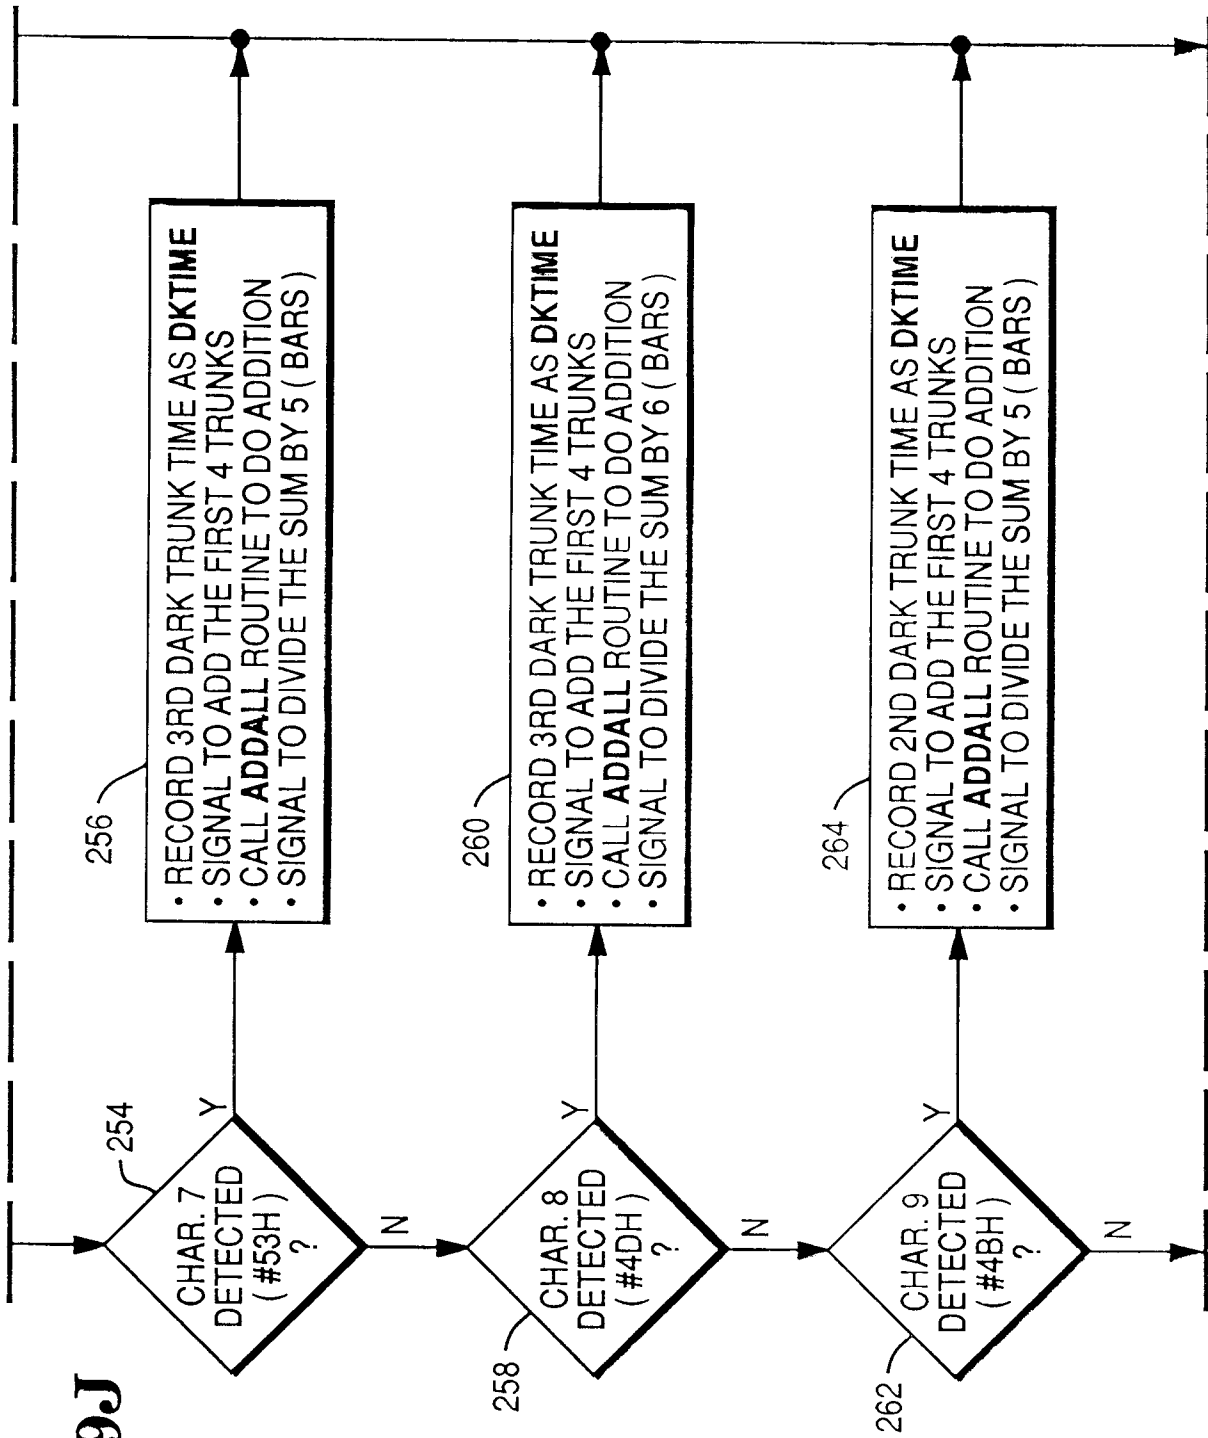 9J
CHAR. 7
DETECTED
( #53H )
?
254
Y
N
256
• RECORD 3RD DARK TRUNK TIME AS DKTIME
• SIGNAL TO ADD THE FIRST 4 TRUNKS
• CALL ADDALL ROUTINE TO DO ADDITION
• SIGNAL TO DIVIDE THE SUM BY 5 ( BARS )
258
CHAR. 8
DETECTED
( #4DH )
?
Y
N
260
• RECORD 3RD DARK TRUNK TIME AS DKTIME
• SIGNAL TO ADD THE FIRST 4 TRUNKS
• CALL ADDALL ROUTINE TO DO ADDITION
• SIGNAL TO DIVIDE THE SUM BY 6 ( BARS )
262
CHAR. 9
DETECTED
( #4BH )
?
Y
N
264
• RECORD 2ND DARK TRUNK TIME AS DKTIME
• SIGNAL TO ADD THE FIRST 4 TRUNKS
• CALL ADDALL ROUTINE TO DO ADDITION
• SIGNAL TO DIVIDE THE SUM BY 5 ( BARS )